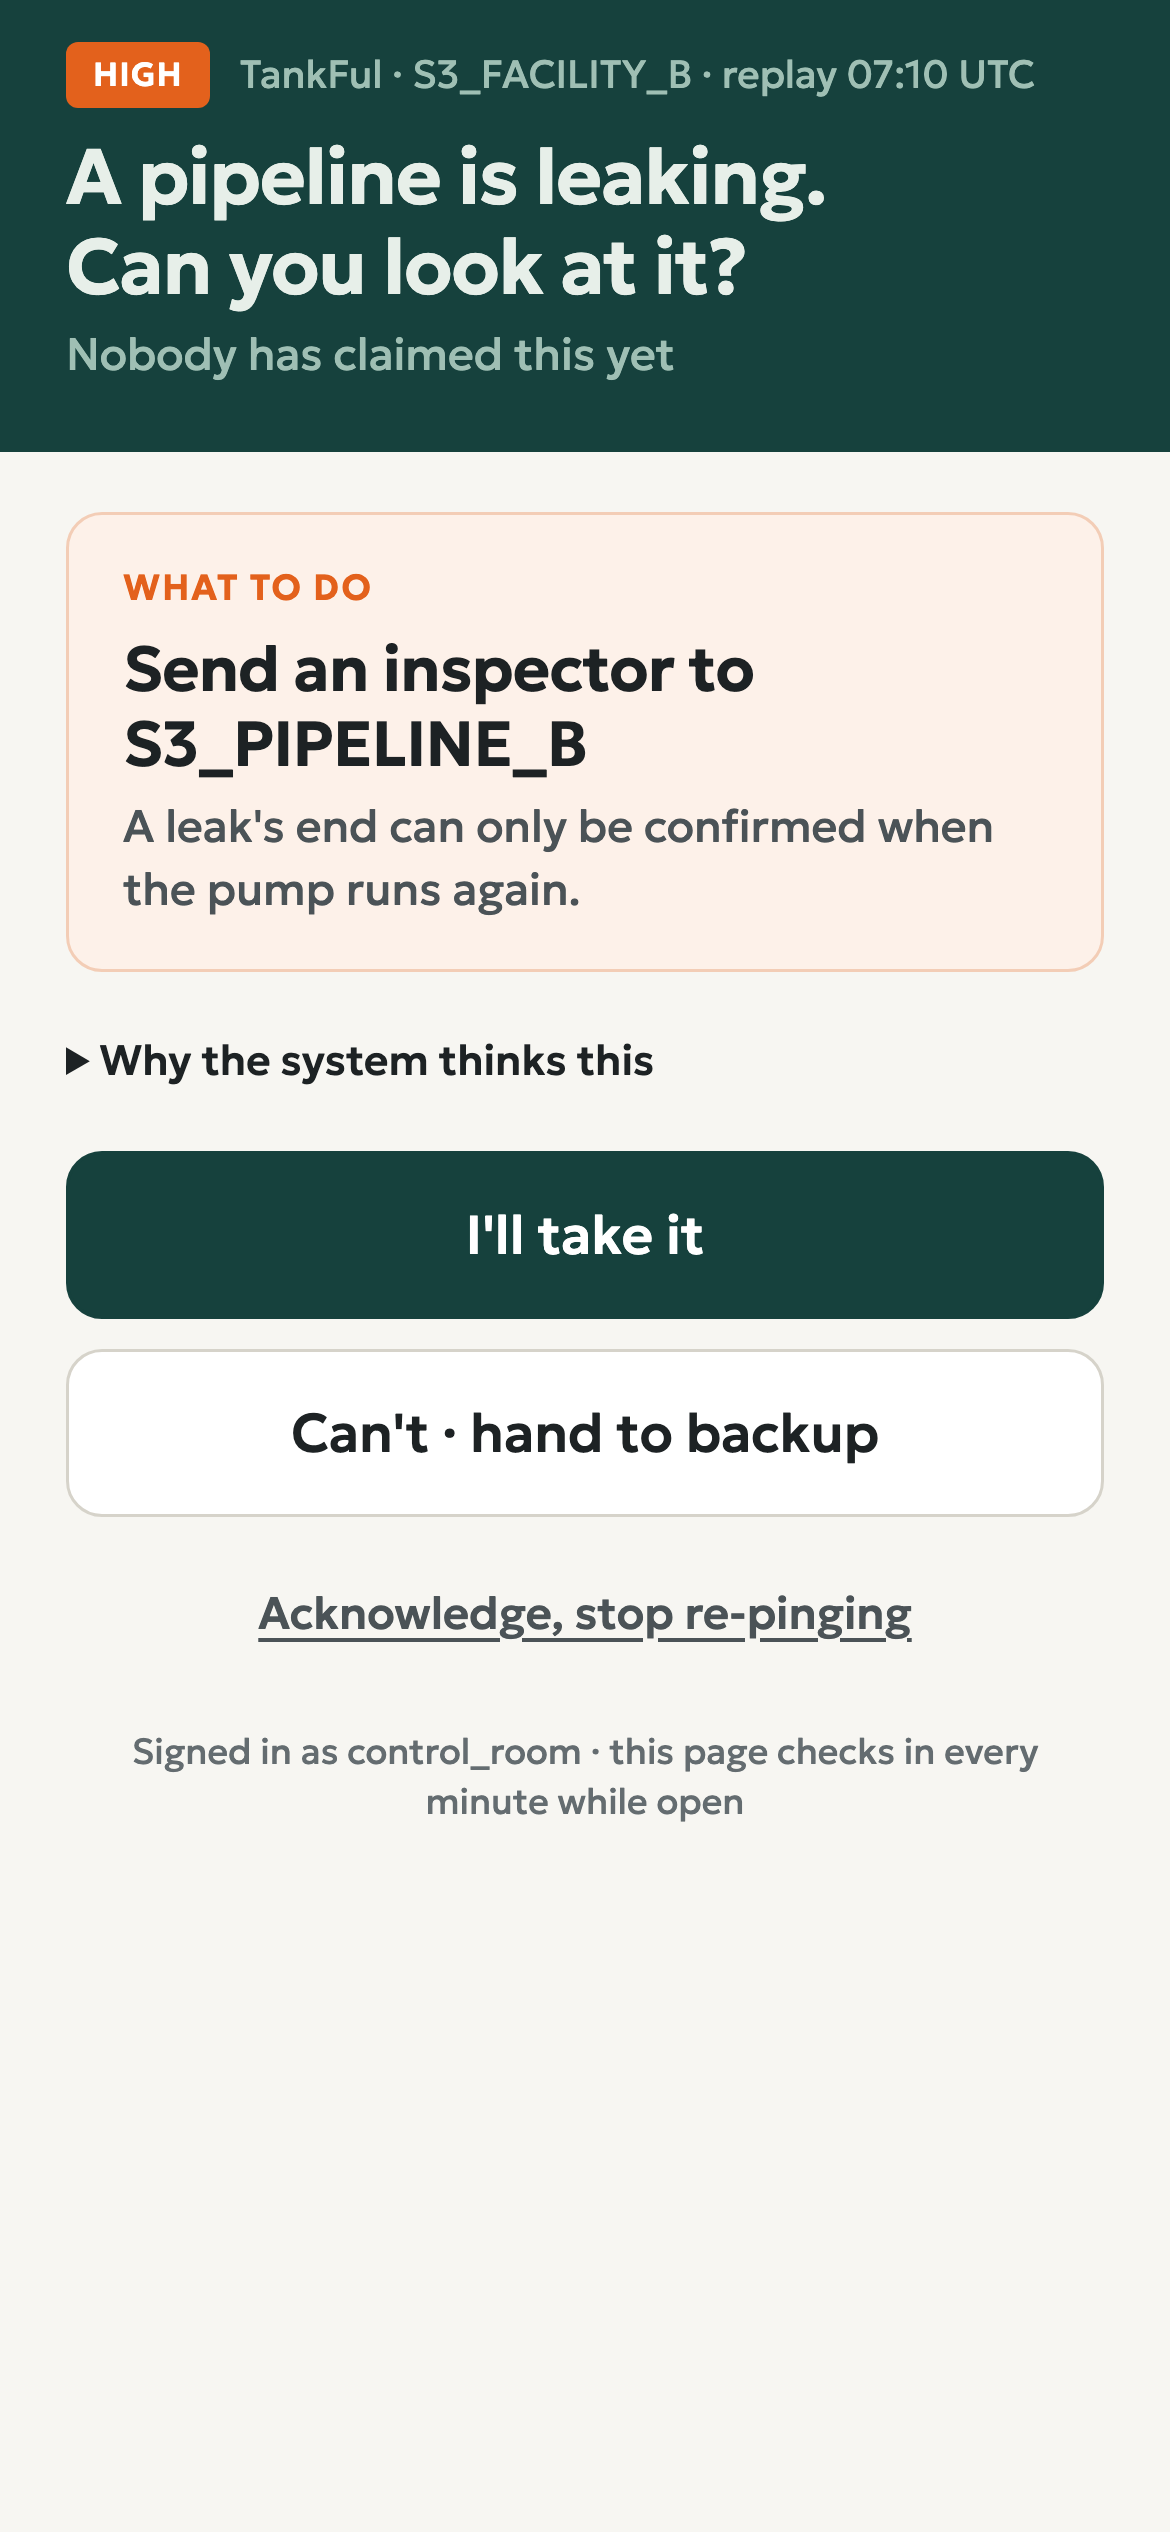 HIGH TankFul · S3_FACILITY_B · replay 07:10 UTC
A pipeline is leaking.
Can you look at it?
Nobody has claimed this yet
WHAT TO DO
Send an inspector to
S3_PIPELINE_B
A leak's end can only be confirmed when
the pump runs again.
Why the system thinks this
I'll take it
Can't · hand to backup
Acknowledge, stop re-pinging
Signed in as control_room · this page checks in every
minute while open